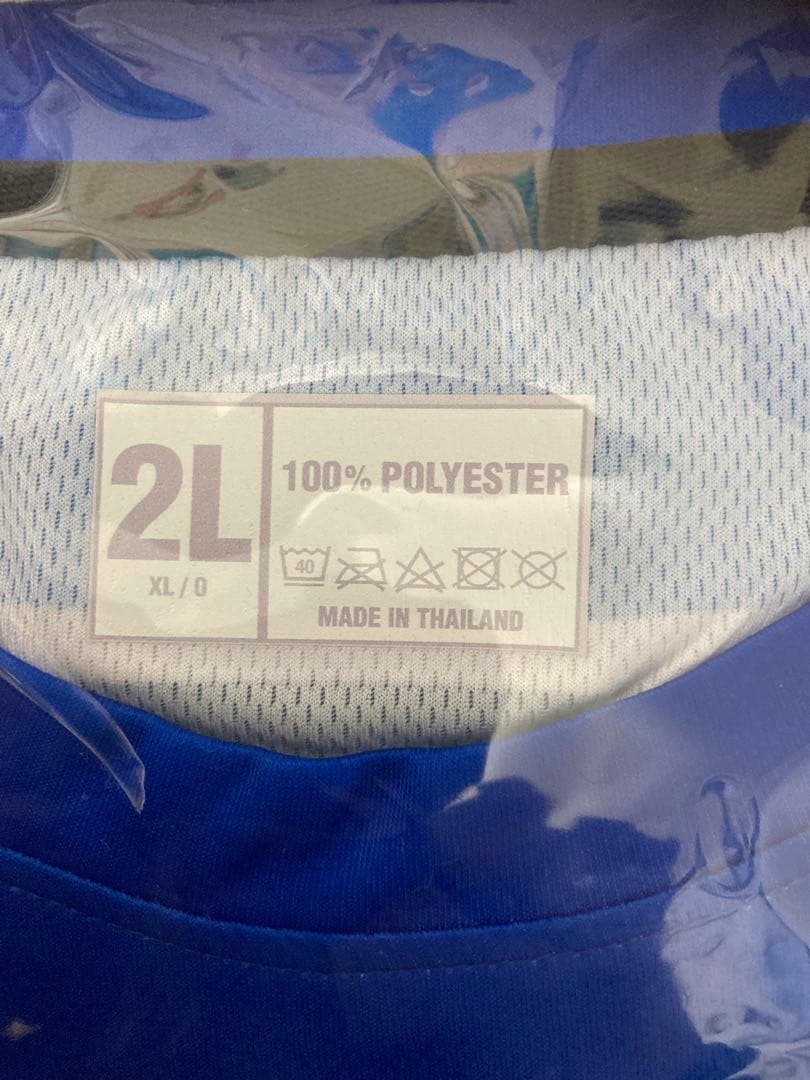 2L
XL / O
100% POLYESTER
40
MADE IN THAILAND